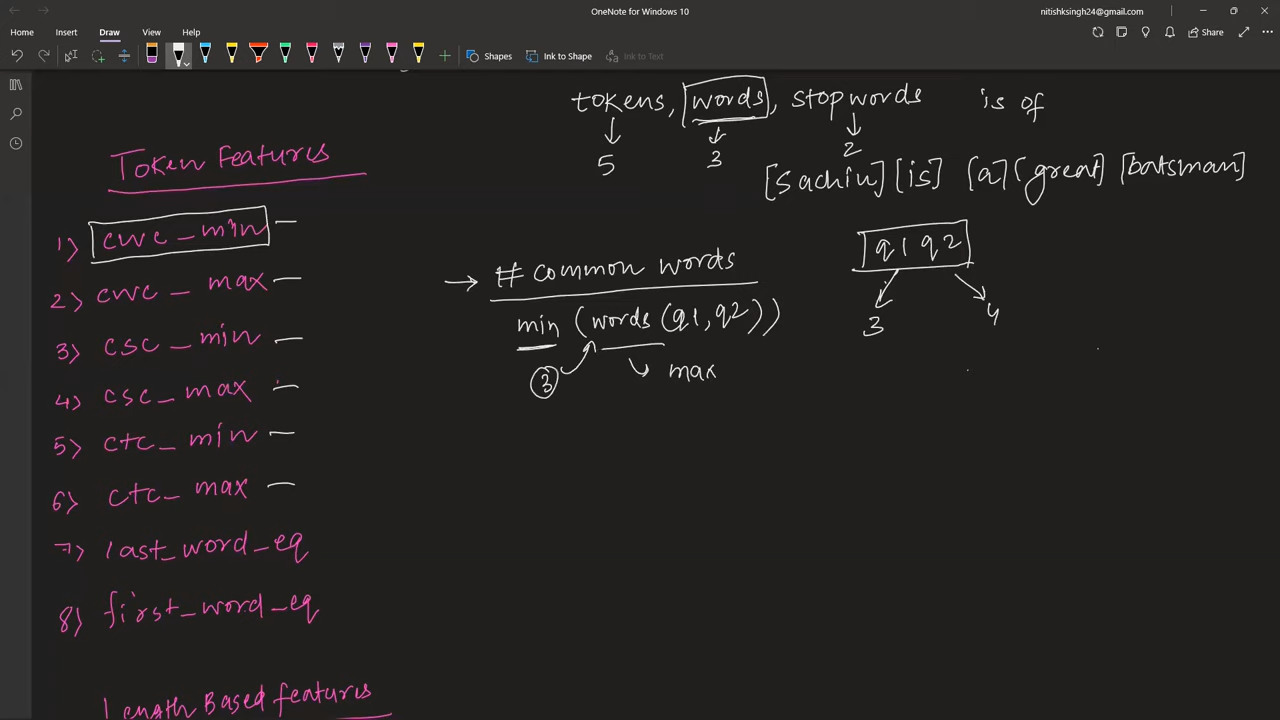 OneNote for Windows 10
nitishksingh24@gmail.com
Home Insert Draw View Help
Share
Shapes Ink to Shape Ink to Text
tokens, words, stopwords is of
5 3 2
[Sachin] [is] [a] [great] [batsman]
Token Features
1) cwc_min
2) cwc_max
3) csc_min
4) csc_max
5) ctc_min
6) ctc_max
7) last_word_eq
8) first_word_eq
→ # common words
min (words (q1, q2))
3 max
q1 q2
3 4
Length Based features